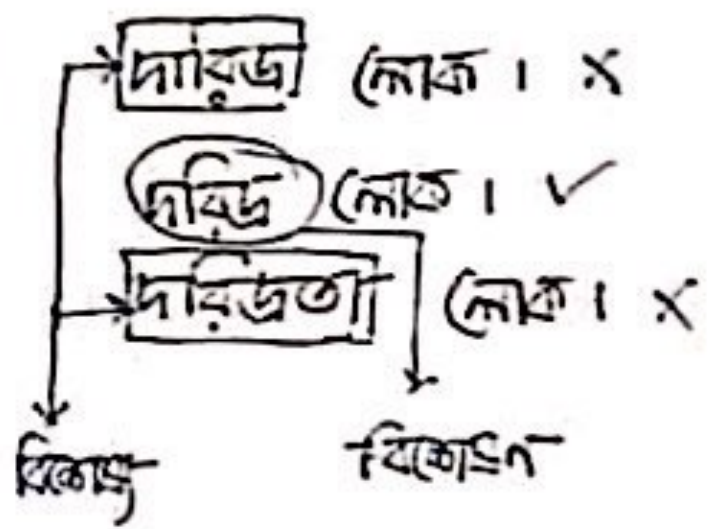 দারিদ্র্য লোক। ×
দরিদ্র লোক। ✓
দরিদ্রতা লোক। ×
বিশেষ্য বিশেষণ